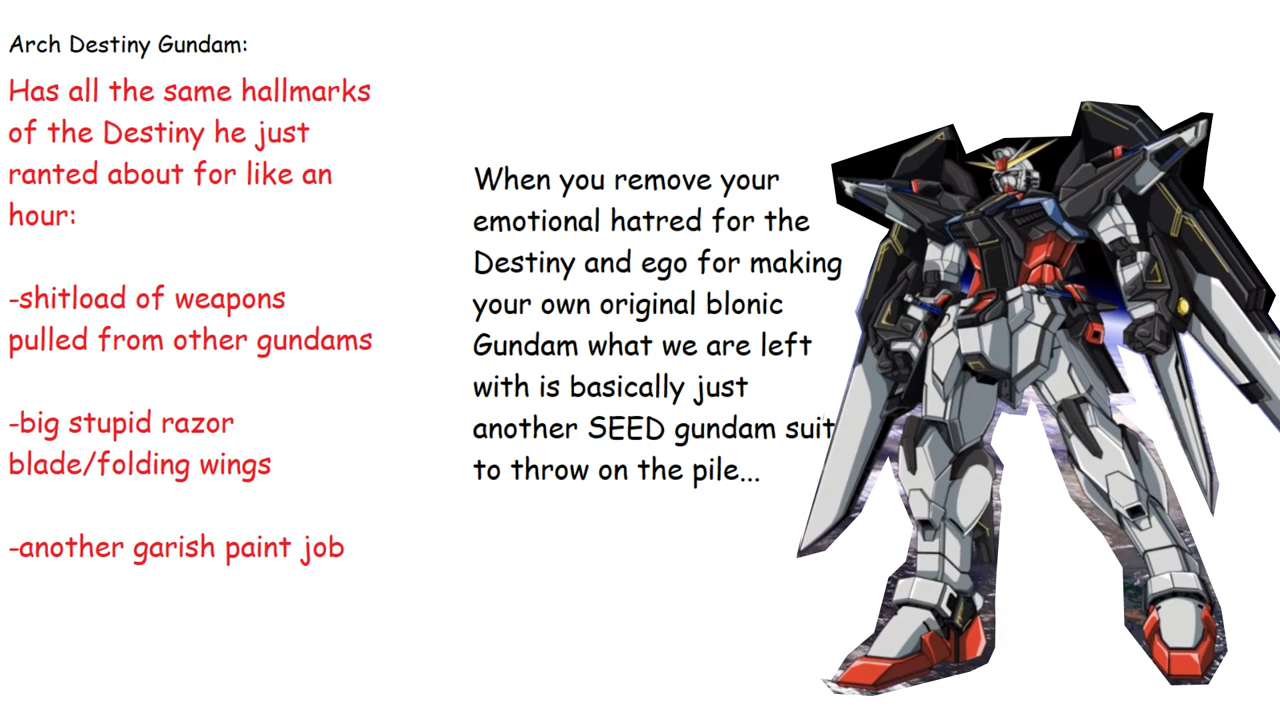 Arch Destiny Gundam:
Has all the same hallmarks
of the Destiny he just
ranted about for like an
hour:
-shitload of weapons
pulled from other gundams
-big stupid razor
blade/folding wings
-another garish paint job
When you remove your
emotional hatred for the
Destiny and ego for making
your own original blonic
Gundam what we are left
with is basically just
another SEED gundam suit
to throw on the pile...